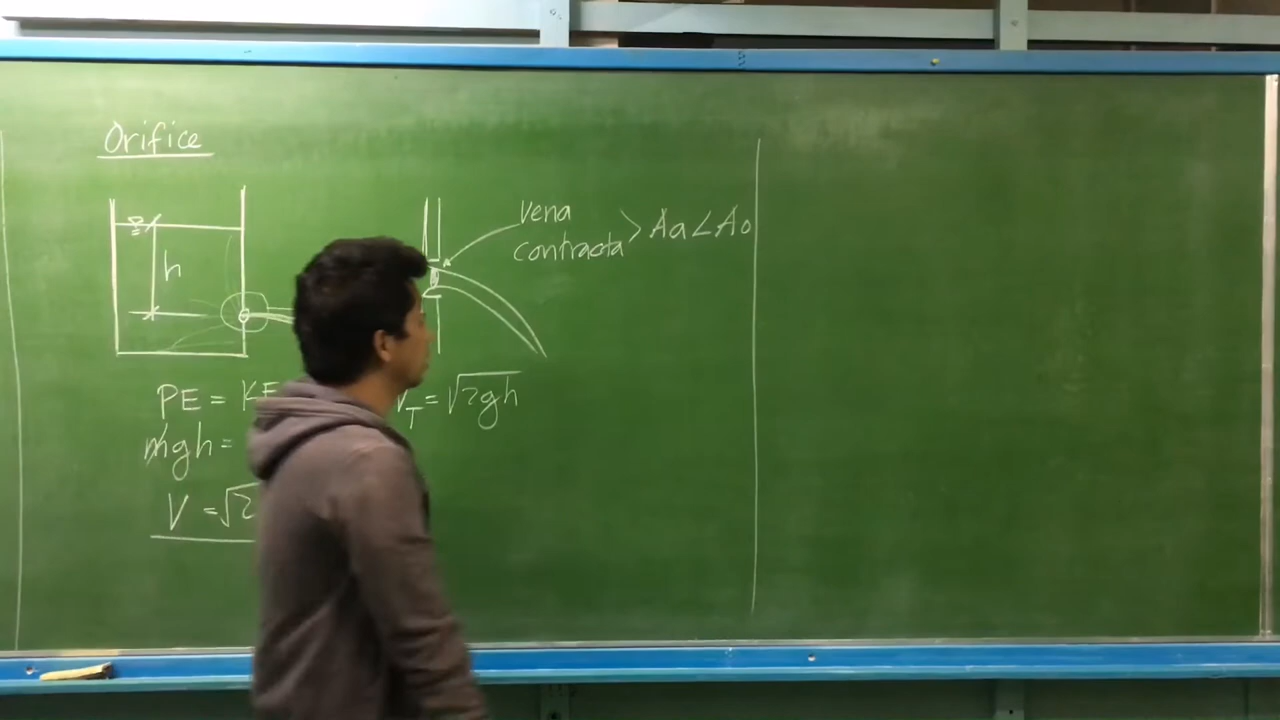 Orifice
h
Vena
contracta > Aa < Ao
PE = KE
mgh =
V = √2
V_T = √2gh